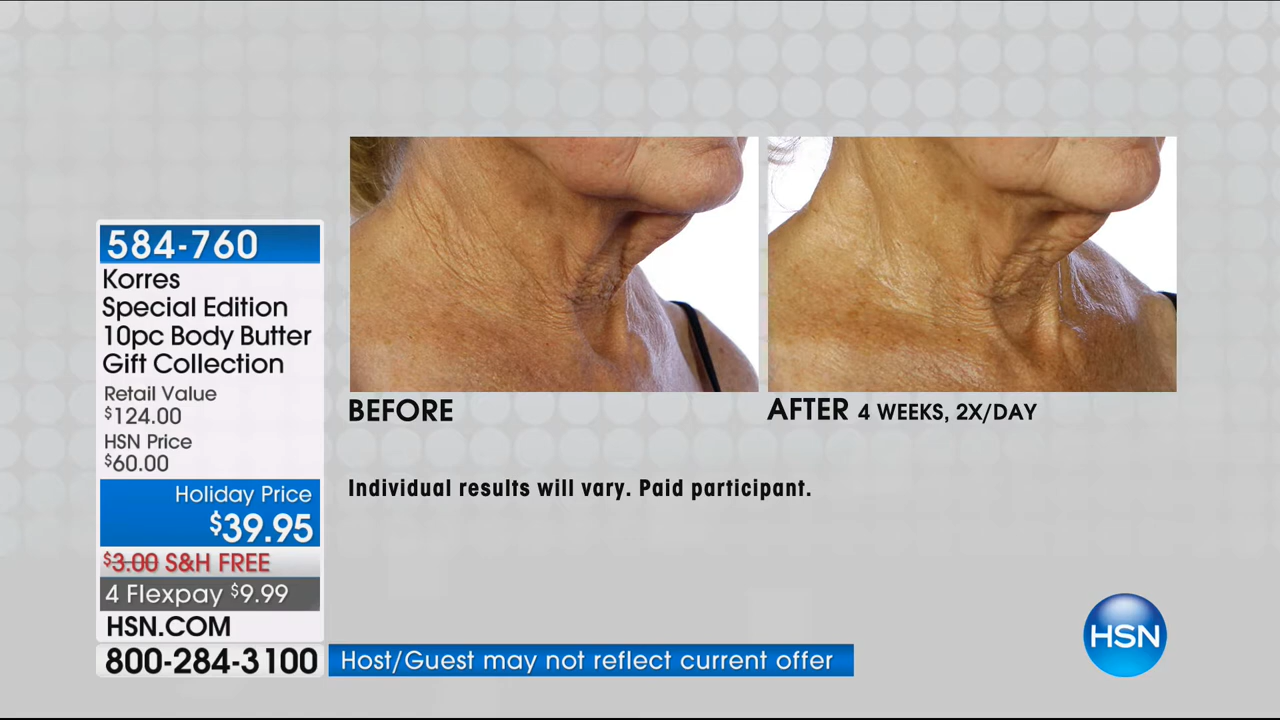 584-760
Korres
Special Edition
10pc Body Butter
Gift Collection
Retail Value
$124.00
HSN Price
$60.00
Holiday Price
$39.95
$3.00 S&H FREE
4 Flexpay $9.99
HSN.COM
800-284-3100
BEFORE
AFTER 4 WEEKS, 2X/DAY
Individual results will vary. Paid participant.
Host/Guest may not reflect current offer
HSN